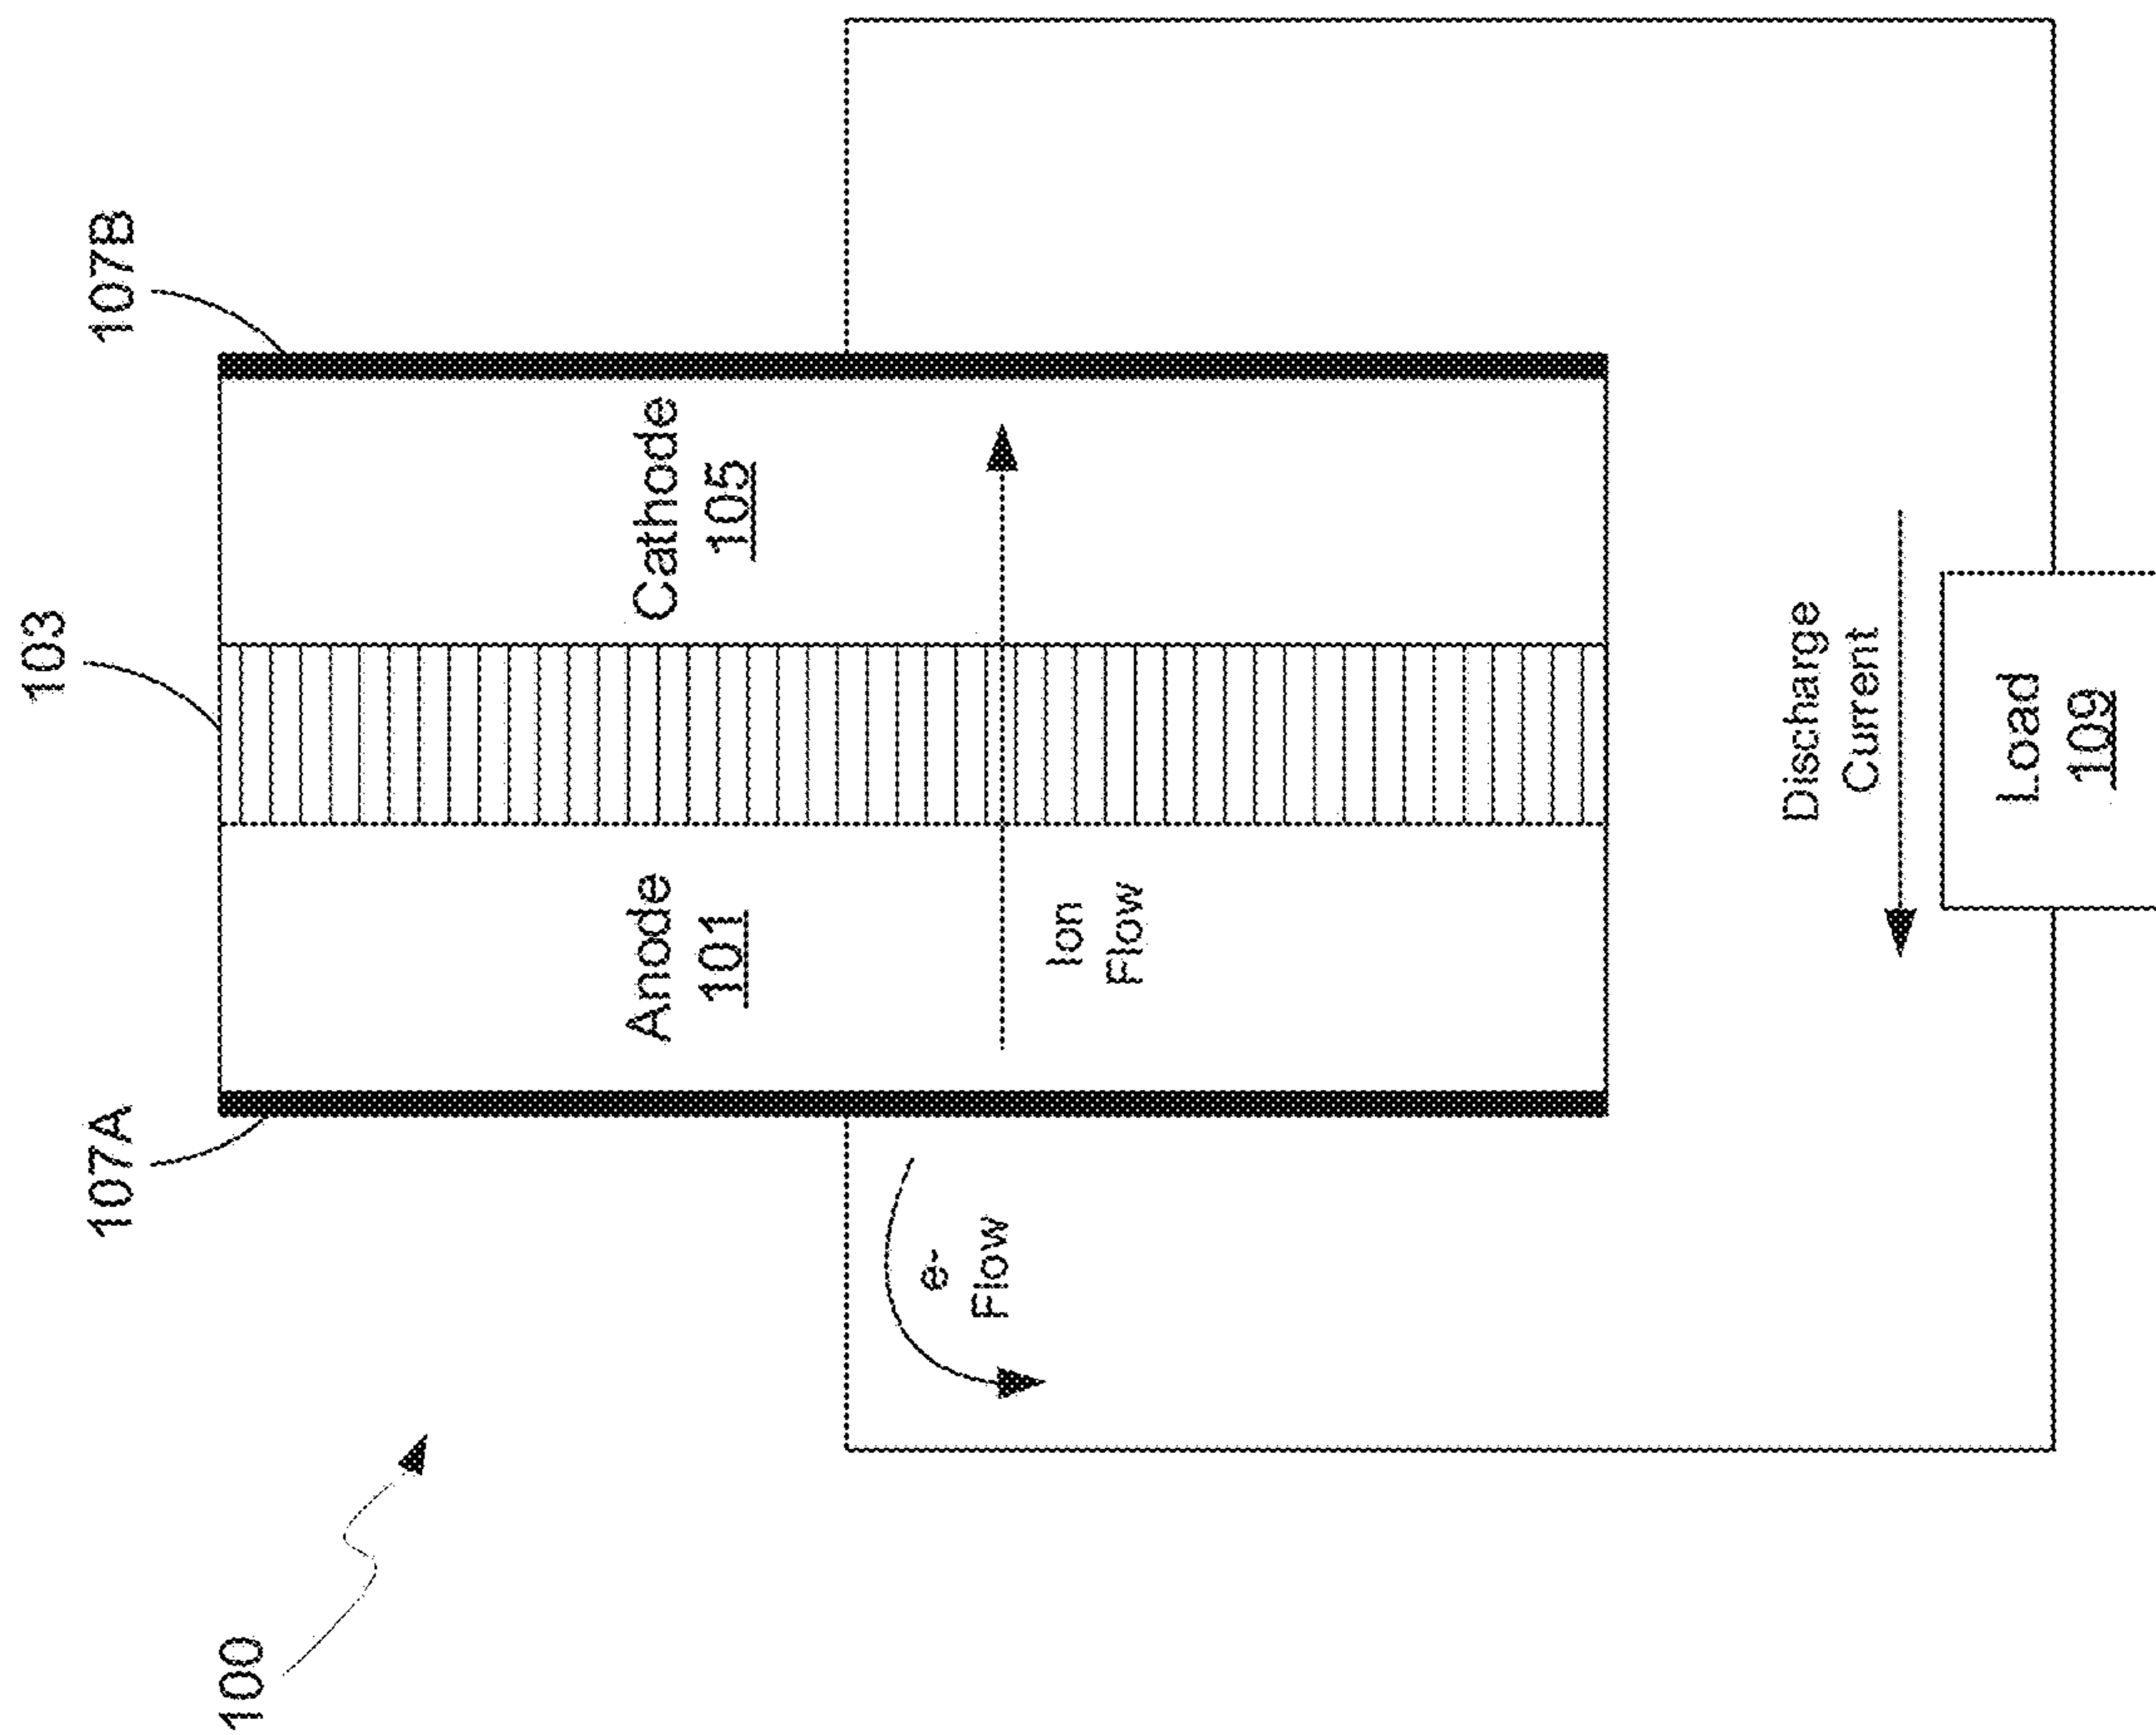 100
107A
103
107B
Anode
101
Cathode
105
Ion
Flow
e-
Flow
Discharge
Current
Load
109